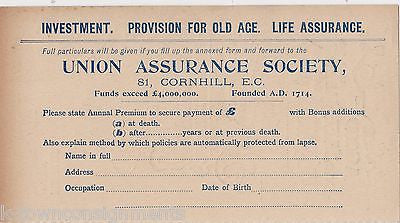 INVESTMENT. PROVISION FOR OLD AGE. LIFE ASSURANCE.
Full particulars will be given if you fill up the annexed form and forward to the
UNION ASSURANCE SOCIETY,
81, CORNHILL, E.C.
Funds exceed £4,000,000. Founded A.D. 1714.
Please state Annual Premium to secure payment of £ with Bonus additions
(a) at death.
(b) after..............years or at previous death.
Also explain method by which policies are automatically protected from lapse.
Name in full
Address
Occupation Date of Birth
k-townconsignments